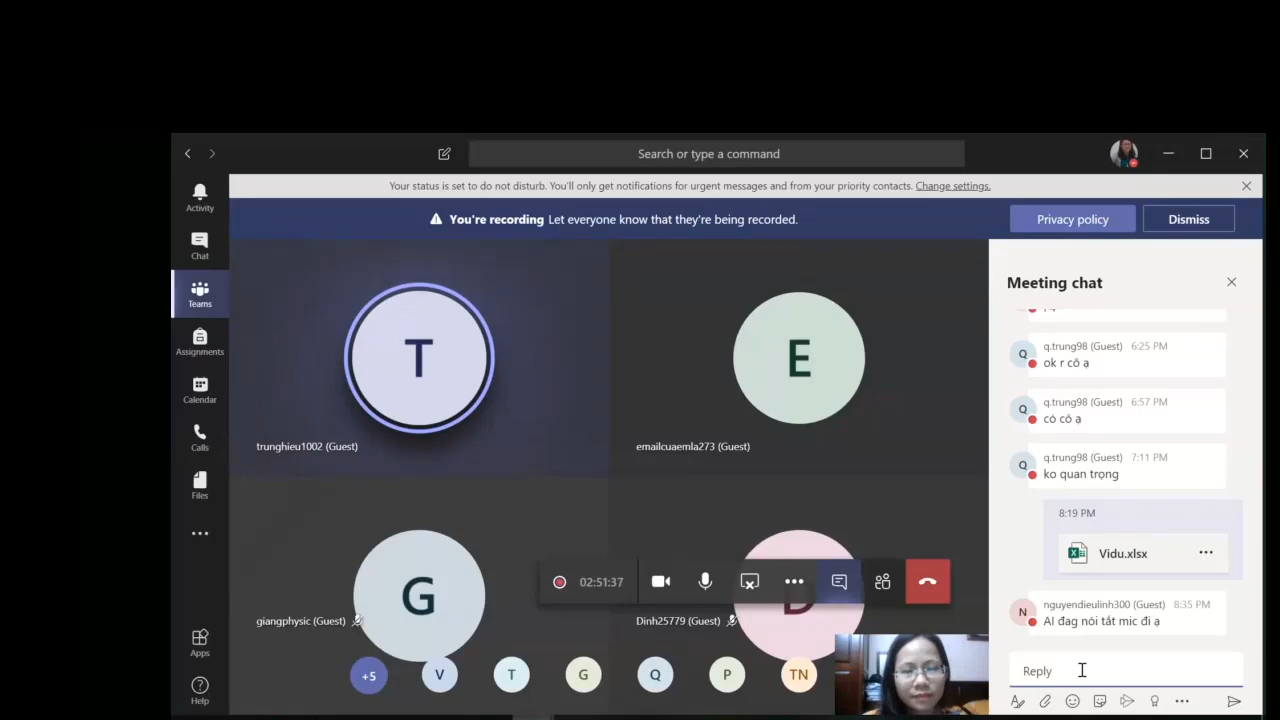 Search or type a command
Your status is set to do not disturb. You'll only get notifications for urgent messages and from your priority contacts. Change settings.
You're recording Let everyone know that they're being recorded.
Privacy policy
Dismiss
Activity
Chat
Teams
Assignments
Calendar
Calls
Files
Apps
Help
T
trunghieu1002 (Guest)
E
emailcuaemla273 (Guest)
G
giangphysic (Guest)
D
Dinh25779 (Guest)
02:51:37
+5
V
T
G
Q
P
TN
Meeting chat
Q
q.trung98 (Guest) 6:25 PM
ok r cô ạ
Q
q.trung98 (Guest) 6:57 PM
có cô ạ
Q
q.trung98 (Guest) 7:11 PM
ko quan trọng
8:19 PM
Vidu.xlsx
N
nguyendieulinh300 (Guest) 8:35 PM
AI đag nói tắt mic đi ạ
Reply